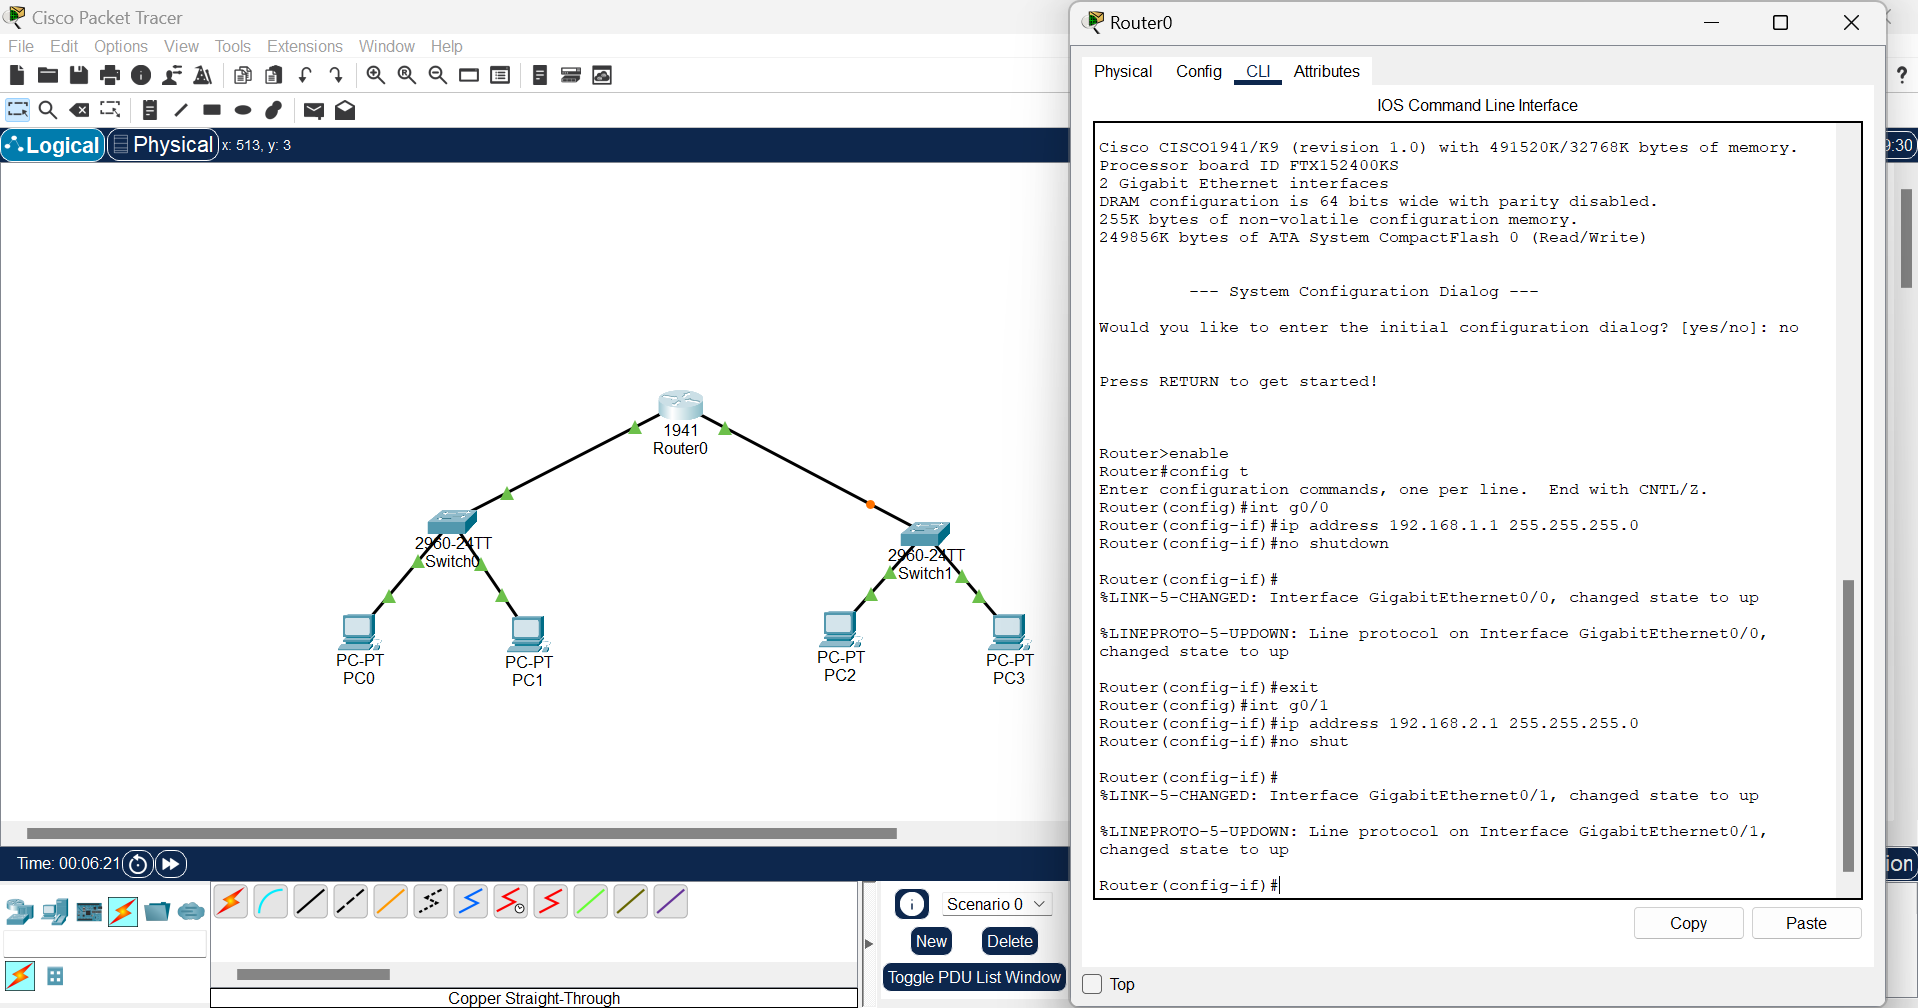 Cisco Packet Tracer
File Edit Options View Tools Extensions Window Help
Logical Physical x: 513, y: 3
1941
Router0
2960-24TT
Switch0
2960-24TT
Switch1
PC-PT
PC0
PC-PT
PC1
PC-PT
PC2
PC-PT
PC3
Time: 00:06:21
Scenario 0
New Delete
Toggle PDU List Window
Copper Straight-Through
Router0
Physical Config CLI Attributes
IOS Command Line Interface
Cisco CISCO1941/K9 (revision 1.0) with 491520K/32768K bytes of memory.
Processor board ID FTX152400KS
2 Gigabit Ethernet interfaces
DRAM configuration is 64 bits wide with parity disabled.
255K bytes of non-volatile configuration memory.
249856K bytes of ATA System CompactFlash 0 (Read/Write)
--- System Configuration Dialog ---
Would you like to enter the initial configuration dialog? [yes/no]: no
Press RETURN to get started!
Router>enable
Router#config t
Enter configuration commands, one per line.  End with CNTL/Z.
Router(config)#int g0/0
Router(config-if)#ip address 192.168.1.1 255.255.255.0
Router(config-if)#no shutdown
Router(config-if)#
%LINK-5-CHANGED: Interface GigabitEthernet0/0, changed state to up
%LINEPROTO-5-UPDOWN: Line protocol on Interface GigabitEthernet0/0,
changed state to up
Router(config-if)#exit
Router(config)#int g0/1
Router(config-if)#ip address 192.168.2.1 255.255.255.0
Router(config-if)#no shut
Router(config-if)#
%LINK-5-CHANGED: Interface GigabitEthernet0/1, changed state to up
%LINEPROTO-5-UPDOWN: Line protocol on Interface GigabitEthernet0/1,
changed state to up
Router(config-if)#
Copy Paste
Top
?
:30
ion